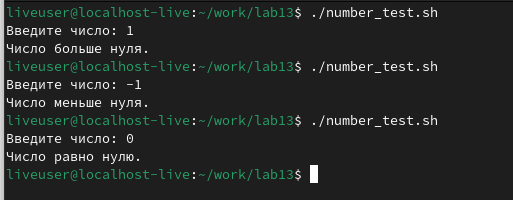 liveuser@localhost-live:~/work/lab13$ ./number_test.sh
Введите число: 1
Число больше нуля.
liveuser@localhost-live:~/work/lab13$ ./number_test.sh
Введите число: -1
Число меньше нуля.
liveuser@localhost-live:~/work/lab13$ ./number_test.sh
Введите число: 0
Число равно нулю.
liveuser@localhost-live:~/work/lab13$